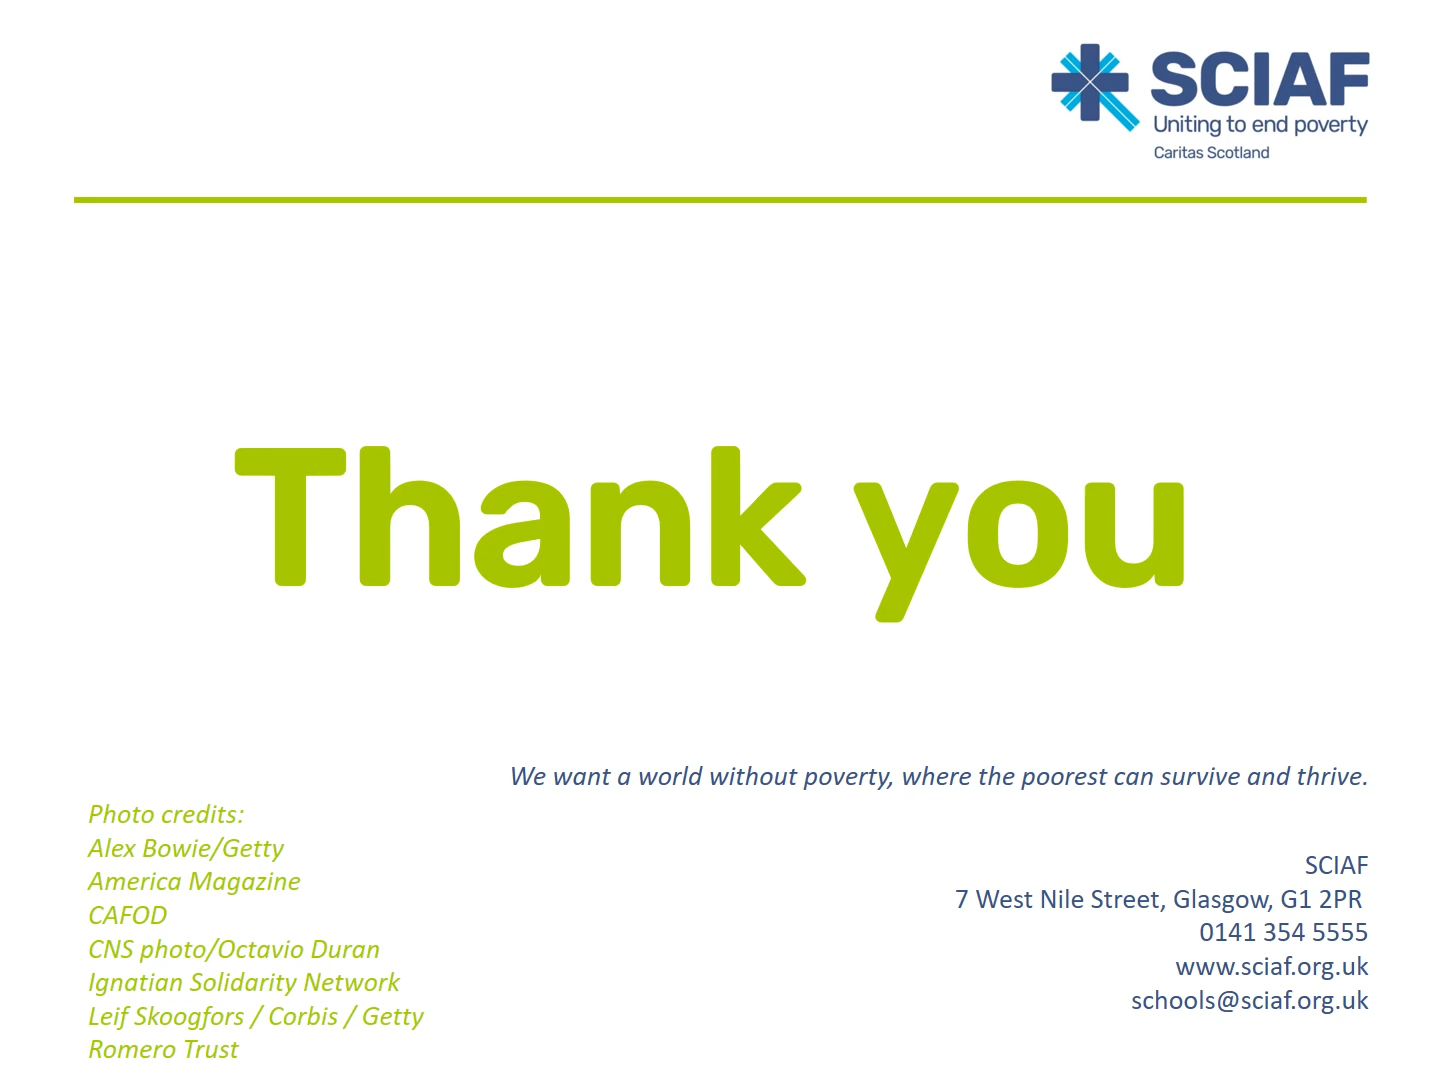 SCIAF
Uniting to end poverty
Caritas Scotland
Thank you
We want a world without poverty, where the poorest can survive and thrive.
Photo credits:
Alex Bowie/Getty
America Magazine
CAFOD
CNS photo/Octavio Duran
Ignatian Solidarity Network
Leif Skoogfors / Corbis / Getty
Romero Trust
SCIAF
7 West Nile Street, Glasgow, G1 2PR
0141 354 5555
www.sciaf.org.uk
schools@sciaf.org.uk